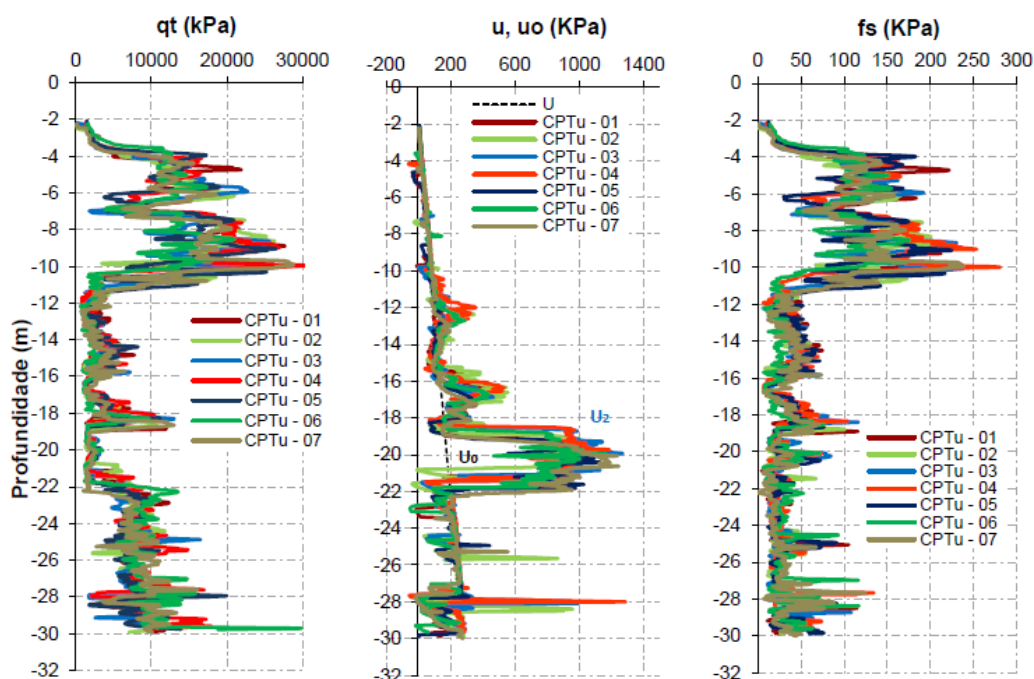 qt (kPa)
0 10000 20000 30000
0
-2
-4
-6
-8
-10
-12
-14
-16
-18
-20
-22
-24
-26
-28
-30
-32
Profundidade (m)
CPTu - 01
CPTu - 02
CPTu - 03
CPTu - 04
CPTu - 05
CPTu - 06
CPTu - 07
u, uo (KPa)
-200 200 600 1000 1400
0
-2
-4
-6
-8
-10
-12
-14
-16
-18
-20
-22
-24
-26
-28
-30
-32
U
CPTu - 01
CPTu - 02
CPTu - 03
CPTu - 04
CPTu - 05
CPTu - 06
CPTu - 07
U2
U0
fs (KPa)
0 50 100 150 200 250 300
0
-2
-4
-6
-8
-10
-12
-14
-16
-18
-20
-22
-24
-26
-28
-30
-32
CPTu - 01
CPTu - 02
CPTu - 03
CPTu - 04
CPTu - 05
CPTu - 06
CPTu - 07